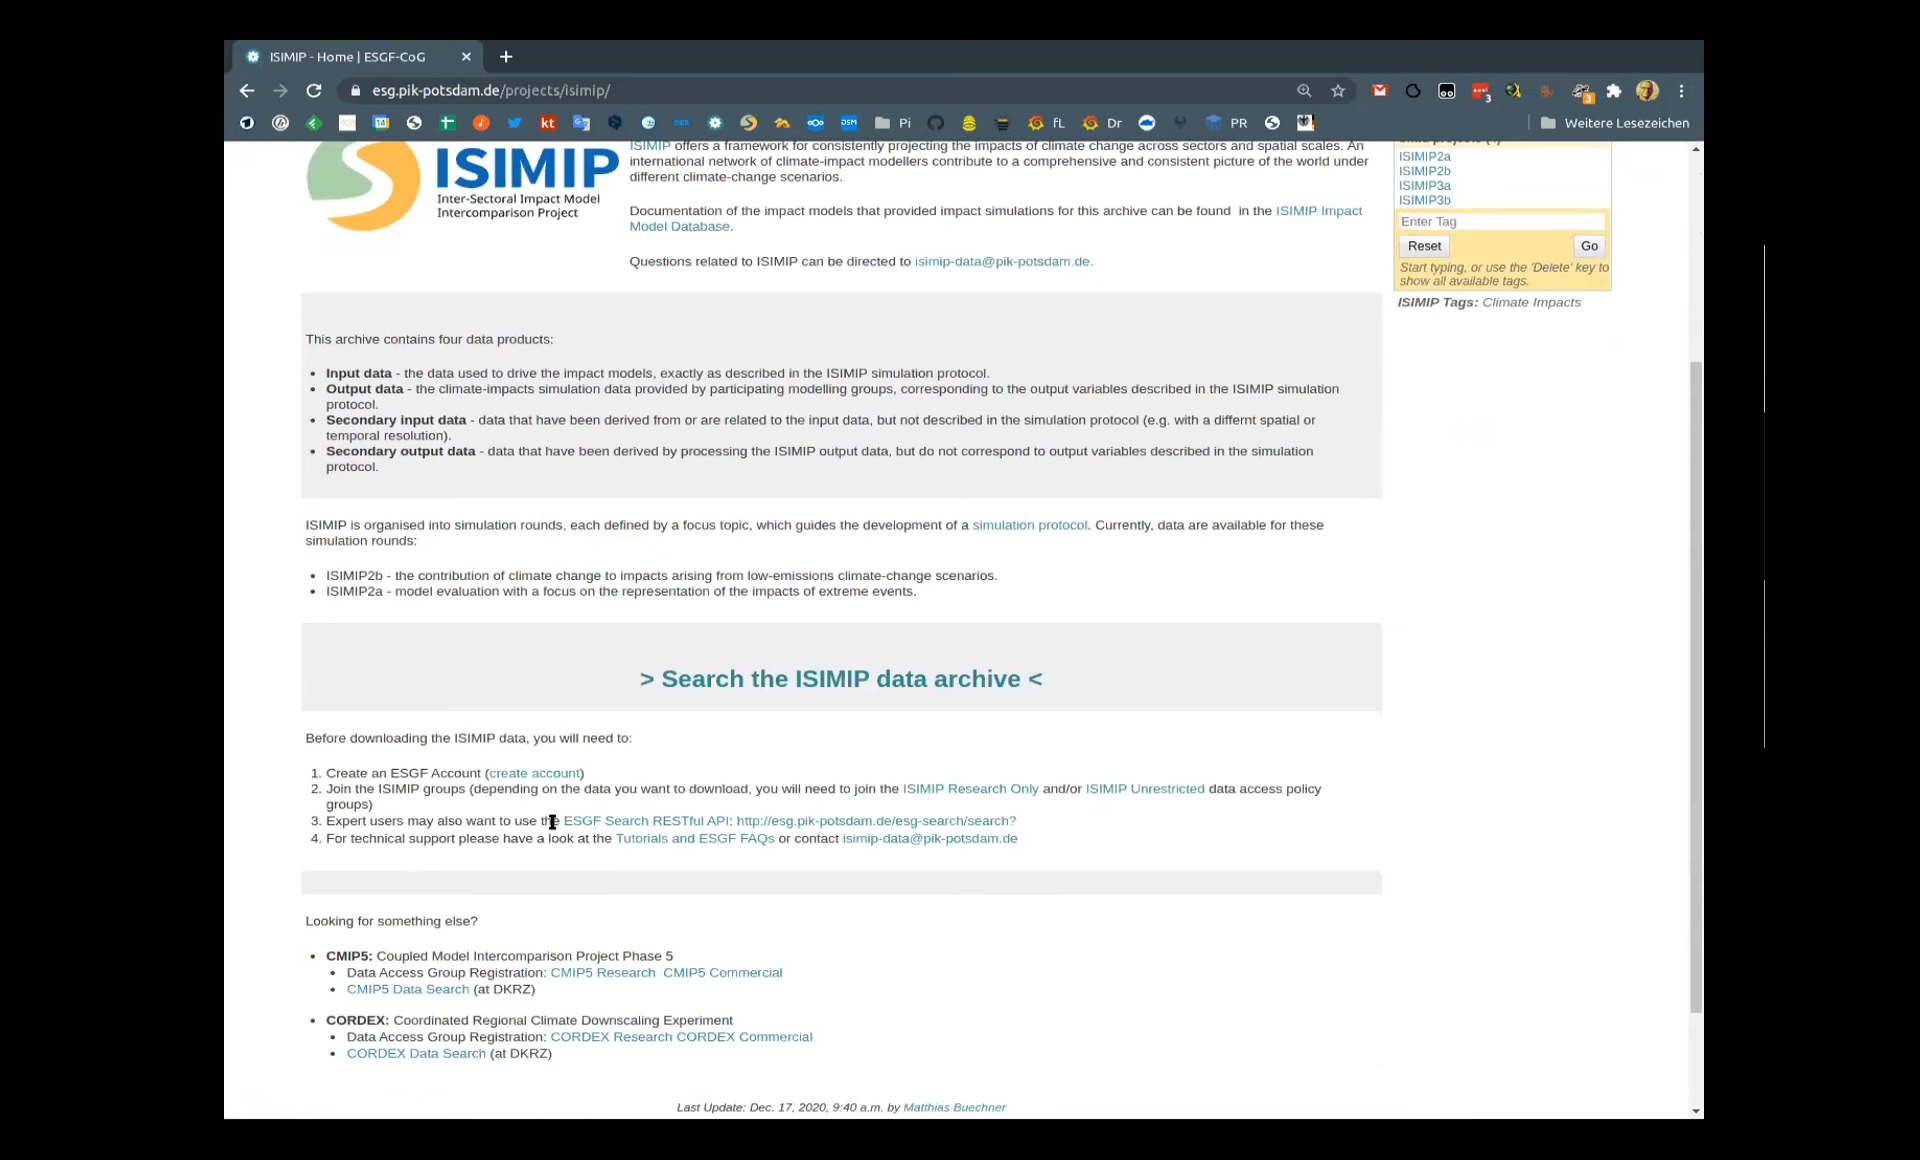 ISIMIP - Home | ESGF-CoG
esg.pik-potsdam.de/projects/isimip/
3
3
kt
DSM
Pi
fL
Dr
PR
Weitere Lesezeichen
ISIMIP
Inter-Sectoral Impact Model
Intercomparison Project
ISIMIP offers a framework for consistently projecting the impacts of climate change across sectors and spatial scales. An
international network of climate-impact modellers contribute to a comprehensive and consistent picture of the world under
different climate-change scenarios.
Documentation of the impact models that provided impact simulations for this archive can be found in the ISIMIP Impact
Model Database.
Questions related to ISIMIP can be directed to isimip-data@pik-potsdam.de.
ISIMIP2a
ISIMIP2b
ISIMIP3a
ISIMIP3b
Enter Tag
Reset
Go
Start typing, or use the 'Delete' key to
show all available tags.
ISIMIP Tags: Climate Impacts
This archive contains four data products:
• Input data - the data used to drive the impact models, exactly as described in the ISIMIP simulation protocol.
• Output data - the climate-impacts simulation data provided by participating modelling groups, corresponding to the output variables described in the ISIMIP simulation
protocol.
• Secondary input data - data that have been derived from or are related to the input data, but not described in the simulation protocol (e.g. with a differnt spatial or
temporal resolution).
• Secondary output data - data that have been derived by processing the ISIMIP output data, but do not correspond to output variables described in the simulation
protocol.
ISIMIP is organised into simulation rounds, each defined by a focus topic, which guides the development of a simulation protocol. Currently, data are available for these
simulation rounds:
• ISIMIP2b - the contribution of climate change to impacts arising from low-emissions climate-change scenarios.
• ISIMIP2a - model evaluation with a focus on the representation of the impacts of extreme events.
> Search the ISIMIP data archive <
Before downloading the ISIMIP data, you will need to:
1. Create an ESGF Account (create account)
2. Join the ISIMIP groups (depending on the data you want to download, you will need to join the ISIMIP Research Only and/or ISIMIP Unrestricted data access policy
groups)
3. Expert users may also want to use the ESGF Search RESTful API: http://esg.pik-potsdam.de/esg-search/search?
4. For technical support please have a look at the Tutorials and ESGF FAQs or contact isimip-data@pik-potsdam.de
Looking for something else?
• CMIP5: Coupled Model Intercomparison Project Phase 5
• Data Access Group Registration: CMIP5 Research CMIP5 Commercial
• CMIP5 Data Search (at DKRZ)
• CORDEX: Coordinated Regional Climate Downscaling Experiment
• Data Access Group Registration: CORDEX Research CORDEX Commercial
• CORDEX Data Search (at DKRZ)
Last Update: Dec. 17, 2020, 9:40 a.m. by Matthias Buechner